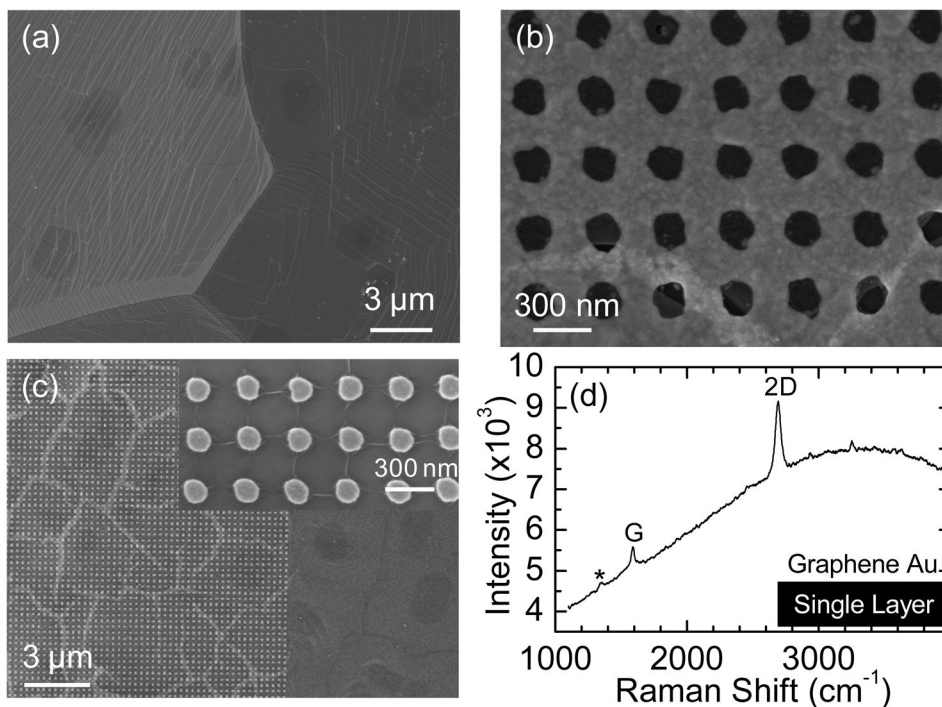 (a)
3 μm
(b)
300 nm
(c)
300 nm
3 μm
(d)
10
9
8
7
6
5
4
Intensity (x10³)
2D
G
*
Graphene Au
Single Layer
1000 2000 3000
Raman Shift (cm⁻¹)